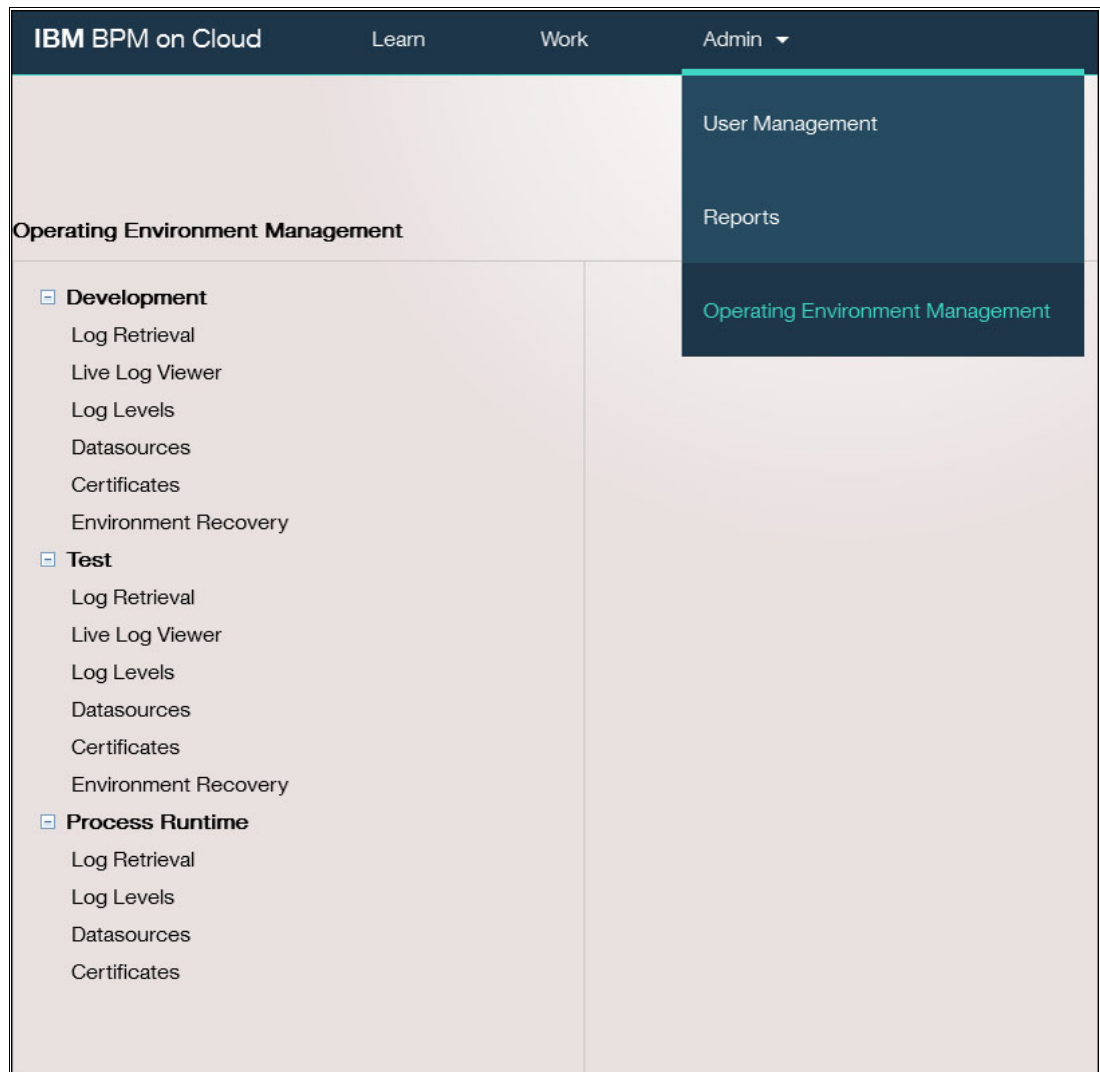 IBM BPM on Cloud Learn Work Admin
User Management
Reports
Operating Environment Management
Operating Environment Management
Development
Log Retrieval
Live Log Viewer
Log Levels
Datasources
Certificates
Environment Recovery
Test
Log Retrieval
Live Log Viewer
Log Levels
Datasources
Certificates
Environment Recovery
Process Runtime
Log Retrieval
Log Levels
Datasources
Certificates